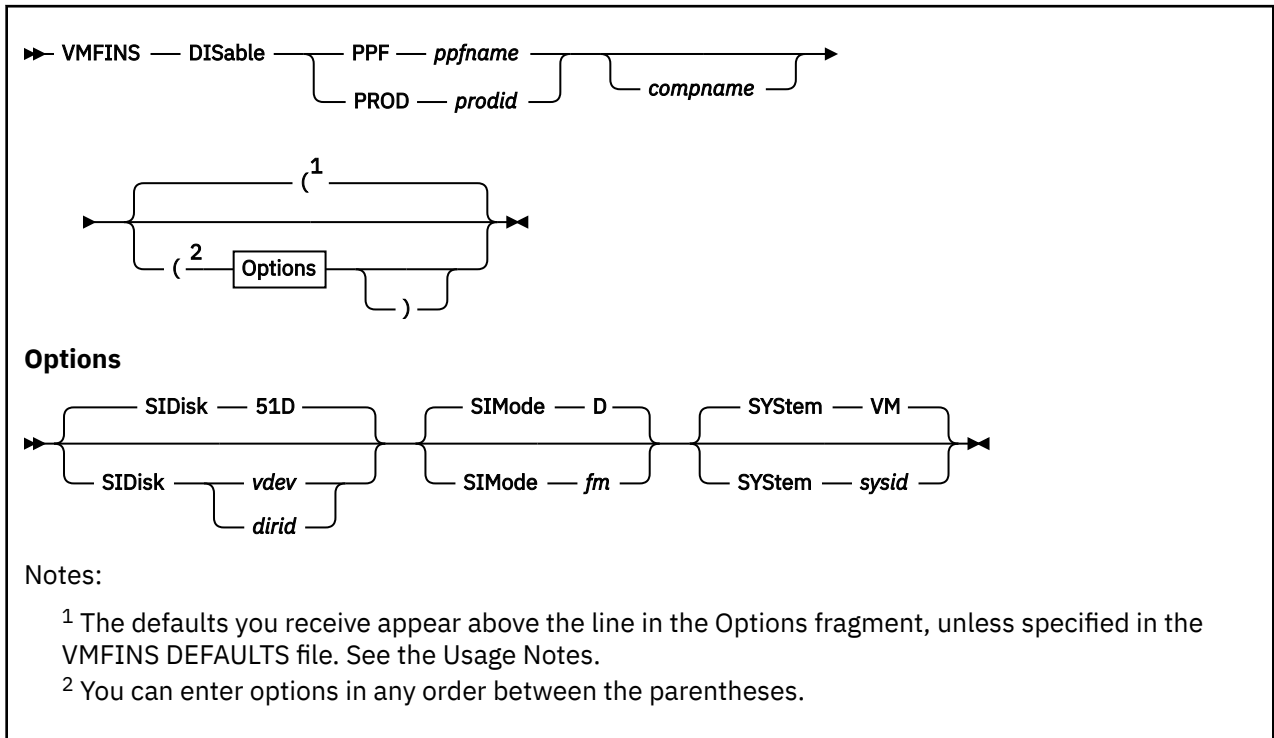 VMFINS DISable PPF ppfname
PROD prodid
compname
( 1
( 2 Options
)
Options
SIDisk 51D SIMode D SYStem VM
SIDisk vdev SIMode fm SYStem sysid
dirid
Notes:
1 The defaults you receive appear above the line in the Options fragment, unless specified in the
VMFINS DEFAULTS file. See the Usage Notes.
2 You can enter options in any order between the parentheses.